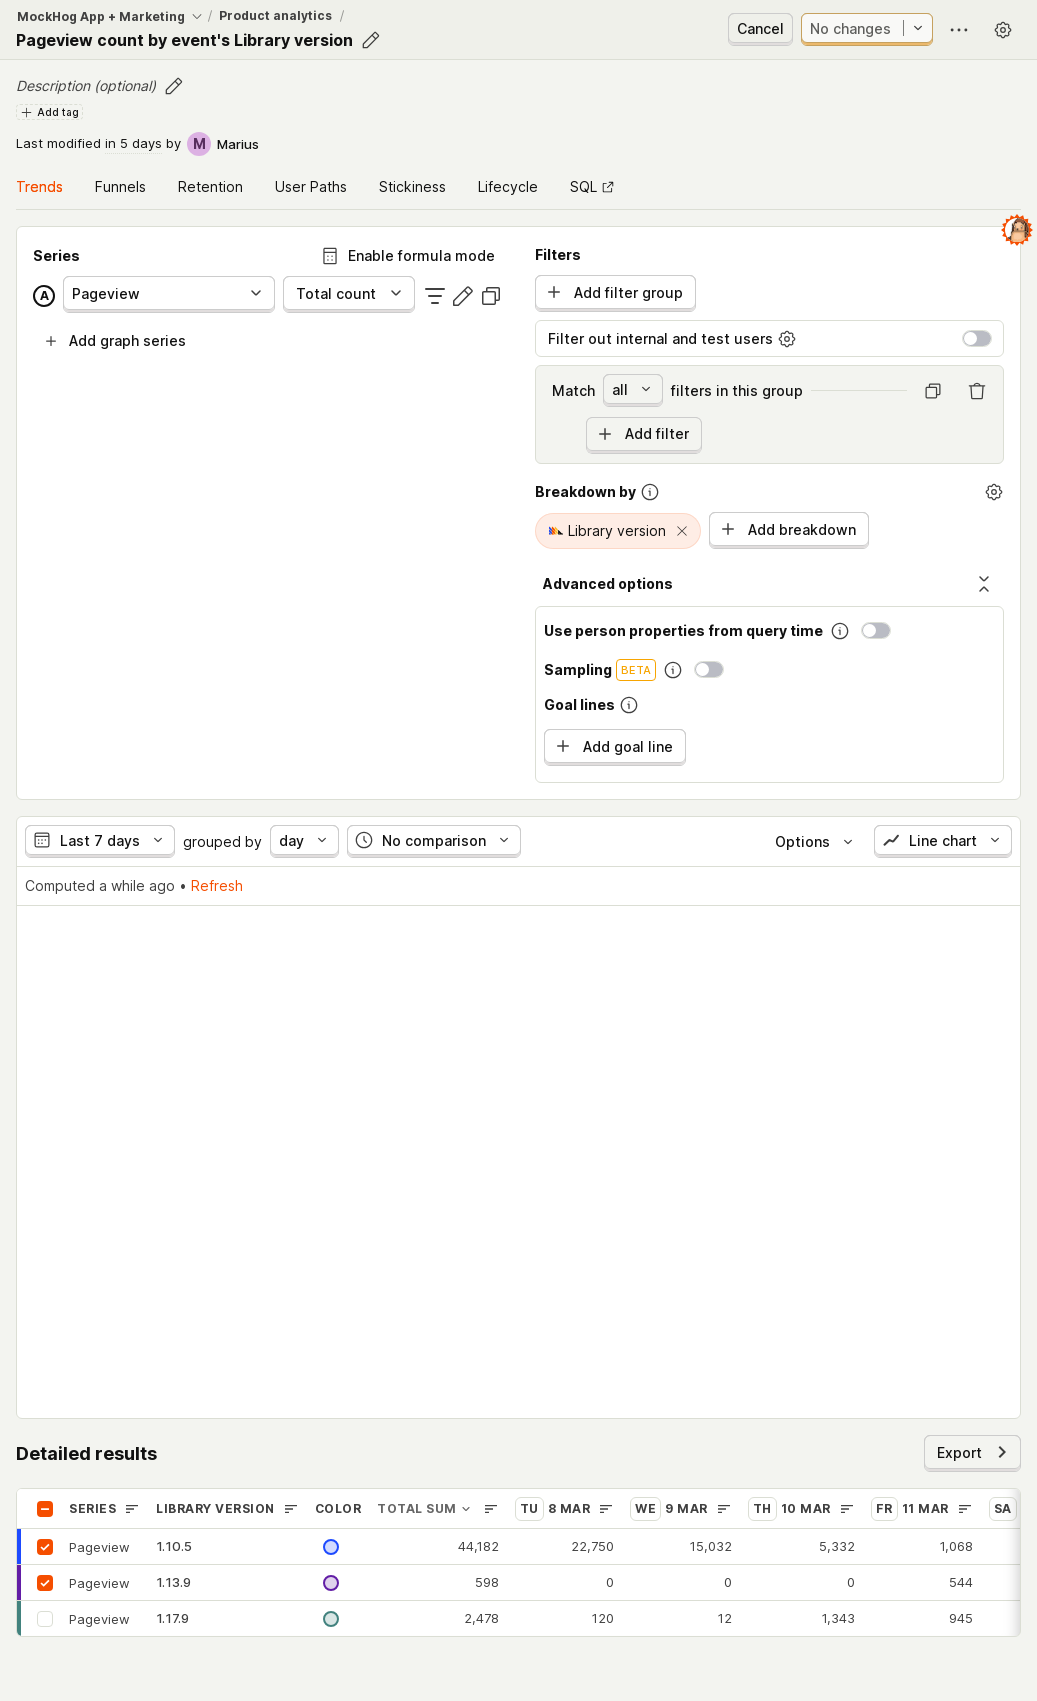 MockHog App + Marketing / Product analytics /
Pageview count by event's Library version
Cancel
No changes
Description (optional)
Add tag
Last modified in 5 days by M Marius
Trends Funnels Retention User Paths Stickiness Lifecycle SQL
Series
Enable formula mode
A Pageview Total count
Add graph series
Filters
Add filter group
Filter out internal and test users
Match all filters in this group
Add filter
Breakdown by
Library version
Add breakdown
Advanced options
Use person properties from query time
Sampling BETA
Goal lines
Add goal line
Last 7 days grouped by day No comparison Options Line chart
Computed a while ago • Refresh
Detailed results
Export
SERIES LIBRARY VERSION COLOR TOTAL SUM TU 8 MAR WE 9 MAR TH 10 MAR FR 11 MAR SA
Pageview 1.10.5 44,182 22,750 15,032 5,332 1,068
Pageview 1.13.9 598 0 0 0 544
Pageview 1.17.9 2,478 120 12 1,343 945